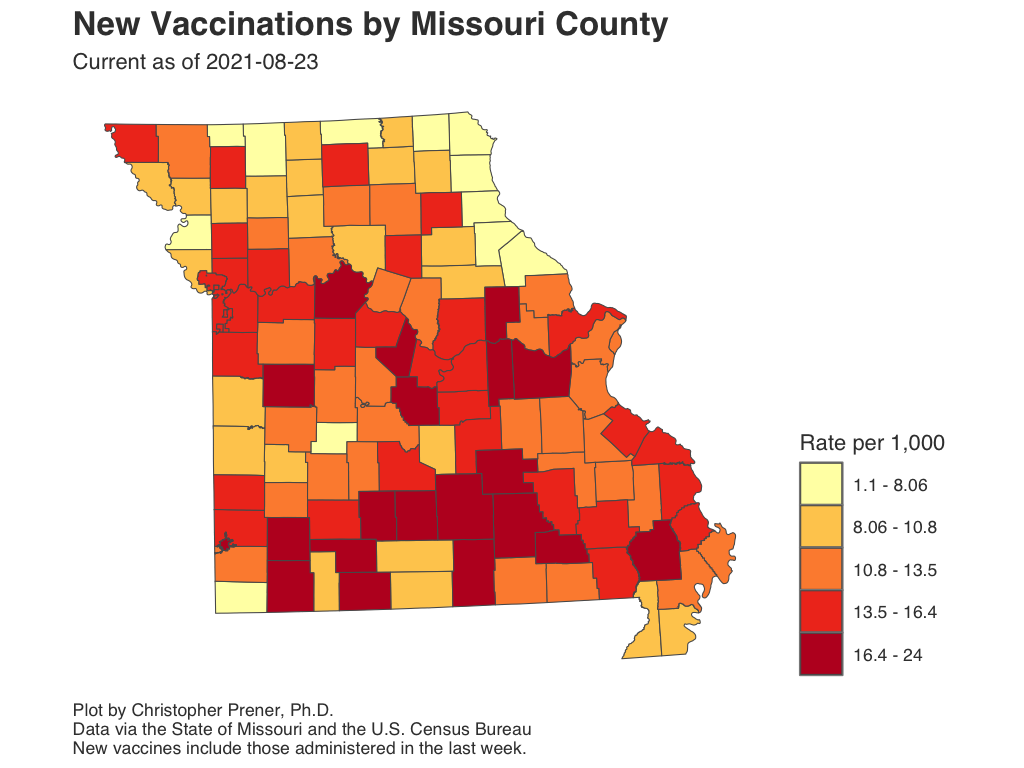 New Vaccinations by Missouri County
Current as of 2021-08-23
Rate per 1,000
1.1 - 8.06
8.06 - 10.8
10.8 - 13.5
13.5 - 16.4
16.4 - 24
Plot by Christopher Prener, Ph.D.
Data via the State of Missouri and the U.S. Census Bureau
New vaccines include those administered in the last week.